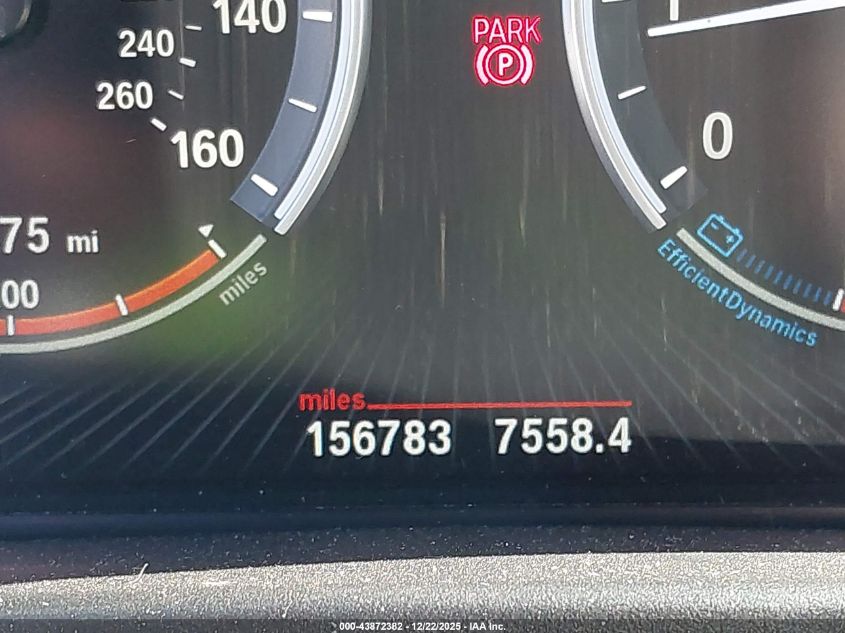 140
240
260
160
75 mi
00
miles
PARK
P
1
0
EfficientDynamics
miles
156783 7558.4
000-43872382 - 12/22/2025 - IAA Inc.